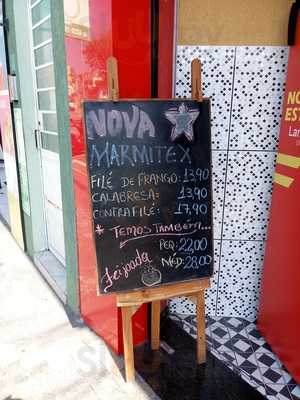 NOVA
MARMITEX
FILÉ DE FRANGO: 13,90
CALABRESA: 13,90
CONTRA FILÉ: 17,90
* TEMOS TAMBÉM...
Feijoada
PEQ: 22,00
MÉD: 28,00